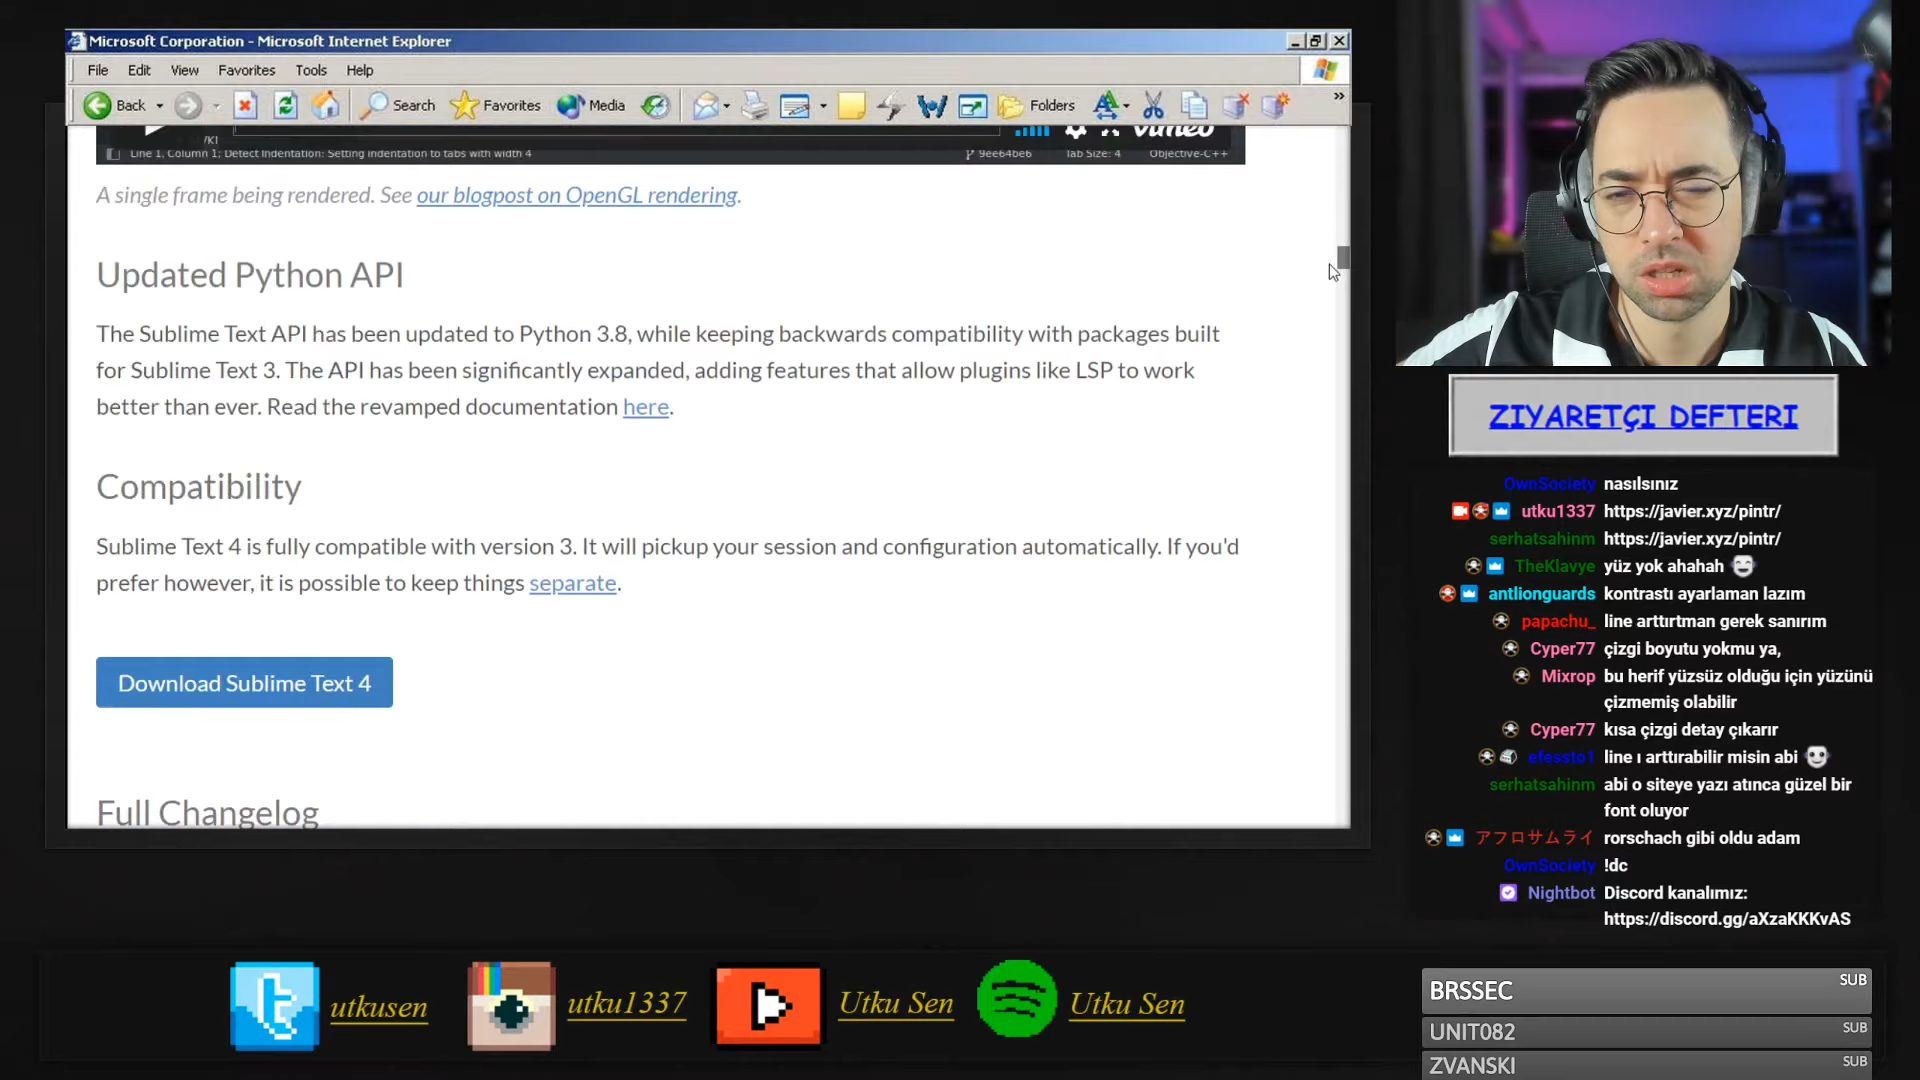 Microsoft Corporation - Microsoft Internet Explorer
File Edit View Favorites Tools Help
Back Search Favorites Media Folders »
/KI
vimeo
Line 1, Column 1; Detect Indentation: Setting indentation to tabs with width 4
9ee64be6 Tab Size: 4 Objective-C++
A single frame being rendered. See our blogpost on OpenGL rendering.
Updated Python API
The Sublime Text API has been updated to Python 3.8, while keeping backwards compatibility with packages built
for Sublime Text 3. The API has been significantly expanded, adding features that allow plugins like LSP to work
better than ever. Read the revamped documentation here.
Compatibility
Sublime Text 4 is fully compatible with version 3. It will pickup your session and configuration automatically. If you'd
prefer however, it is possible to keep things separate.
Download Sublime Text 4
Full Changelog
ZIYARETÇI DEFTERI
OwnSociety nasılsınız
utku1337 https://javier.xyz/pintr/
serhatsahinm https://javier.xyz/pintr/
TheKlavye yüz yok ahahah
antlionguards kontrastı ayarlaman lazım
papachu_ line arttırtman gerek sanırım
Cyper77 çizgi boyutu yokmu ya,
Mixrop bu herif yüzsüz olduğu için yüzünü
çizmemiş olabilir
Cyper77 kısa çizgi detay çıkarır
efessto1 line ı arttırabilir misin abi
serhatsahinm abi o siteye yazı atınca güzel bir
font oluyor
アフロサムライ rorschach gibi oldu adam
OwnSociety !dc
Nightbot Discord kanalımız:
https://discord.gg/aXzaKKKvAS
utkusen utku1337 Utku Sen Utku Sen
BRSSEC SUB
UNIT082 SUB
ZVANSKI SUB